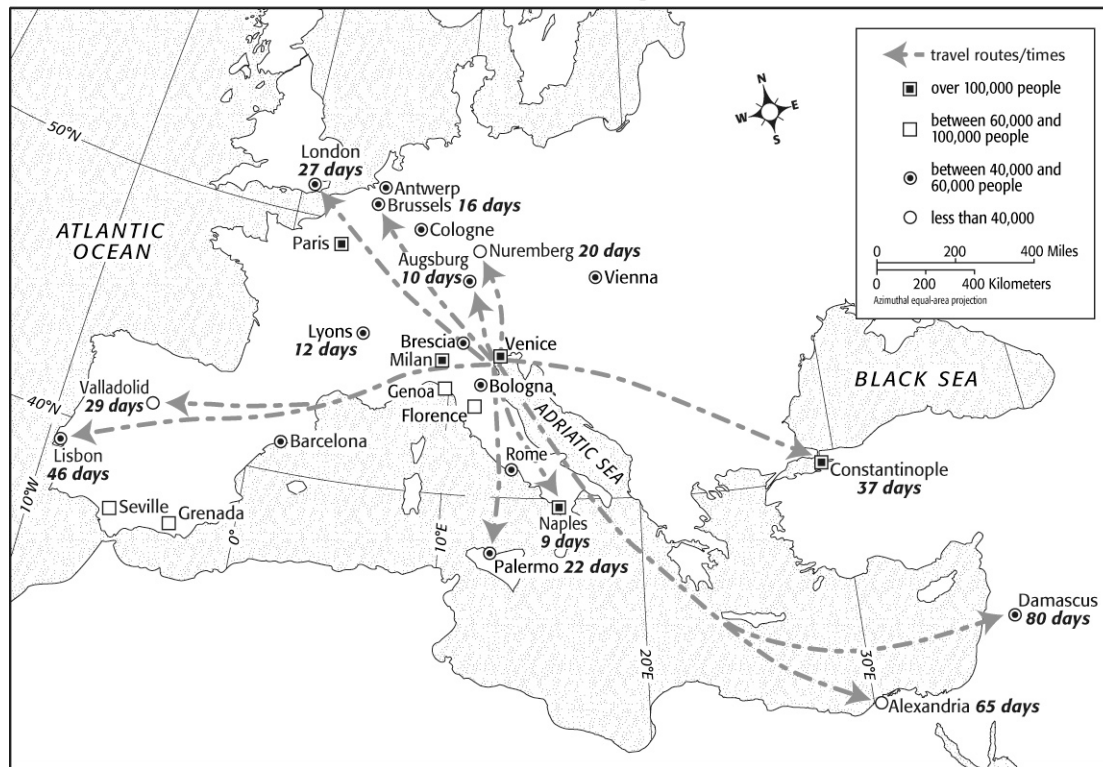 travel routes/times
over 100,000 people
between 60,000 and
100,000 people
between 40,000 and
60,000 people
less than 40,000
0 200 400 Miles
0 200 400 Kilometers
Azimuthal equal-area projection
N
W E
S
50°N
London
27 days
Antwerp
Brussels 16 days
Cologne
ATLANTIC
OCEAN
Paris
Nuremberg 20 days
Augsburg
10 days
Vienna
Lyons
12 days
Brescia
Milan
Venice
BLACK SEA
Valladolid
29 days
Genoa
Bologna
Florence
40°N
ADRIATIC SEA
Lisbon
46 days
Barcelona
Rome
Constantinople
37 days
10°W
Seville
Grenada
0°
10°E
Naples
9 days
Palermo 22 days
Damascus
80 days
20°E
30°E
Alexandria 65 days